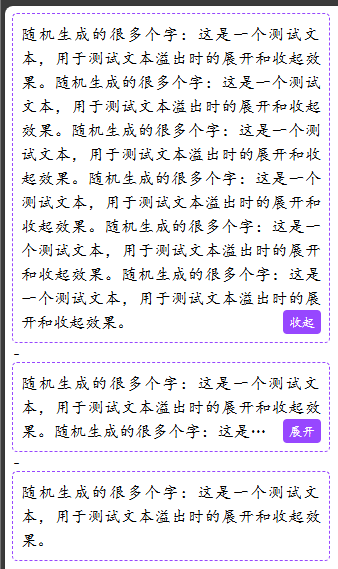 随机生成的很多个字：这是一个测试文
本，用于测试文本溢出时的展开和收起效
果。随机生成的很多个字：这是一个测试
文本，用于测试文本溢出时的展开和收起
效果。随机生成的很多个字：这是一个测
试文本，用于测试文本溢出时的展开和收
起效果。随机生成的很多个字：这是一个
测试文本，用于测试文本溢出时的展开和
收起效果。随机生成的很多个字：这是一
个测试文本，用于测试文本溢出时的展开
和收起效果。随机生成的很多个字：这是
一个测试文本，用于测试文本溢出时的展
开和收起效果。 收起
-
随机生成的很多个字：这是一个测试文
本，用于测试文本溢出时的展开和收起效
果。随机生成的很多个字：这是… 展开
-
随机生成的很多个字：这是一个测试文
本，用于测试文本溢出时的展开和收起效
果。